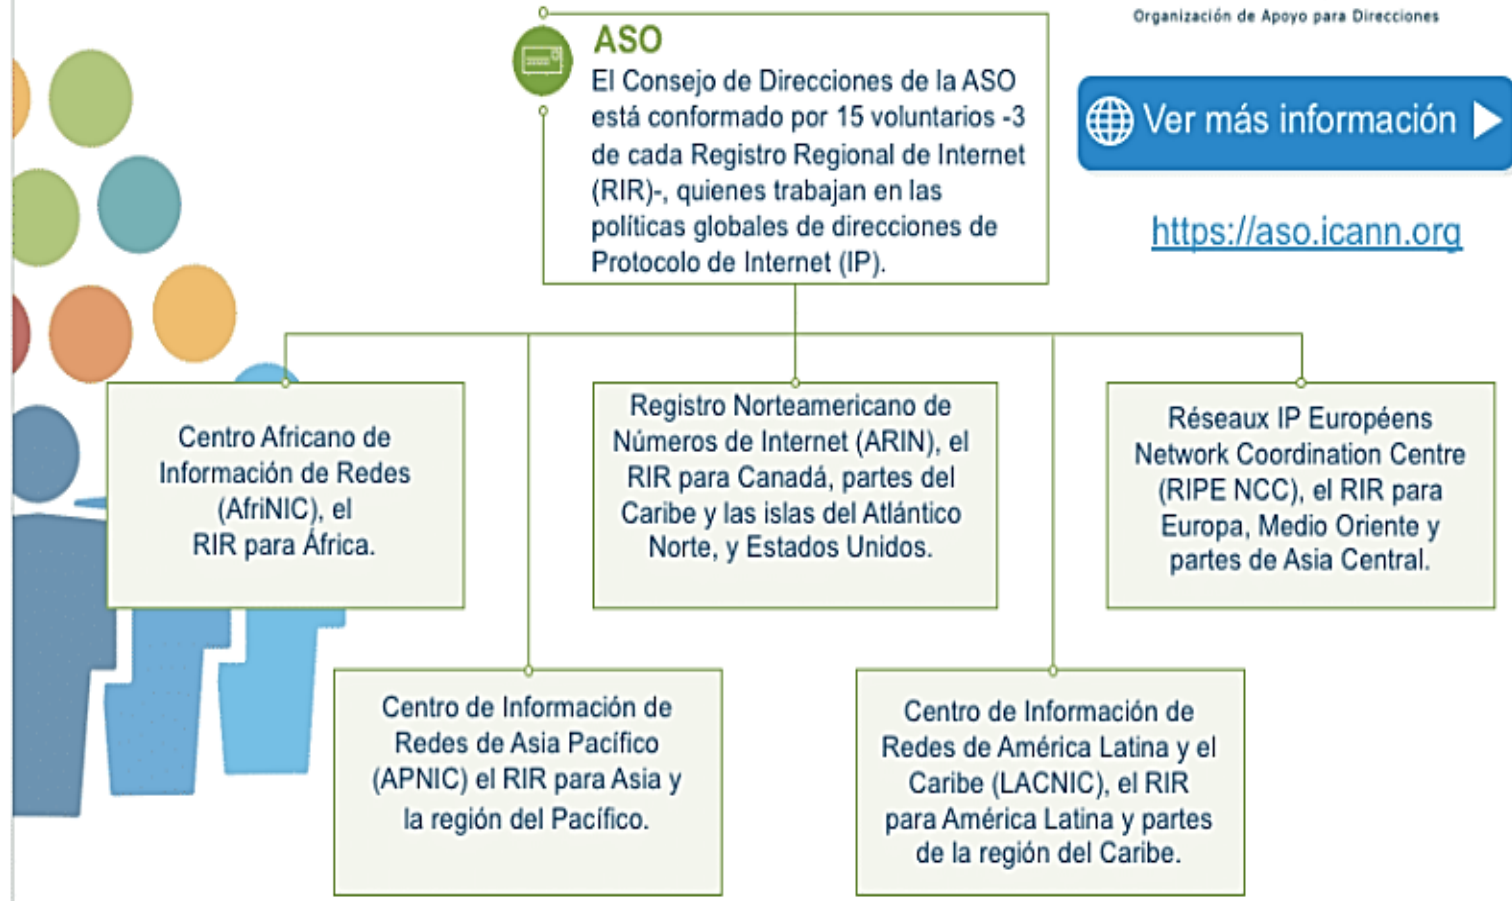 Organización de Apoyo para Direcciones
ASO
El Consejo de Direcciones de la ASO
está conformado por 15 voluntarios -3
de cada Registro Regional de Internet
(RIR)-, quienes trabajan en las
políticas globales de direcciones de
Protocolo de Internet (IP).
Ver más información
https://aso.icann.org
Centro Africano de
Información de Redes
(AfriNIC), el
RIR para África.
Registro Norteamericano de
Números de Internet (ARIN), el
RIR para Canadá, partes del
Caribe y las islas del Atlántico
Norte, y Estados Unidos.
Réseaux IP Européens
Network Coordination Centre
(RIPE NCC), el RIR para
Europa, Medio Oriente y
partes de Asia Central.
Centro de Información de
Redes de Asia Pacífico
(APNIC) el RIR para Asia y
la región del Pacífico.
Centro de Información de
Redes de América Latina y el
Caribe (LACNIC), el RIR
para América Latina y partes
de la región del Caribe.